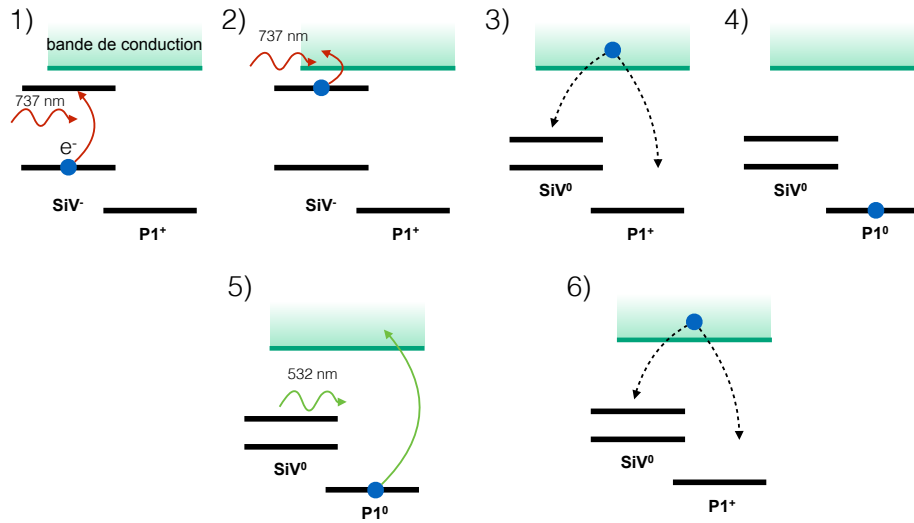 1)
bande de conduction
737 nm
e⁻
SiV⁻
P1⁺
2)
737 nm
SiV⁻
P1⁺
3)
SiV⁰
P1⁺
4)
SiV⁰
P1⁰
5)
532 nm
SiV⁰
P1⁰
6)
SiV⁰
P1⁺